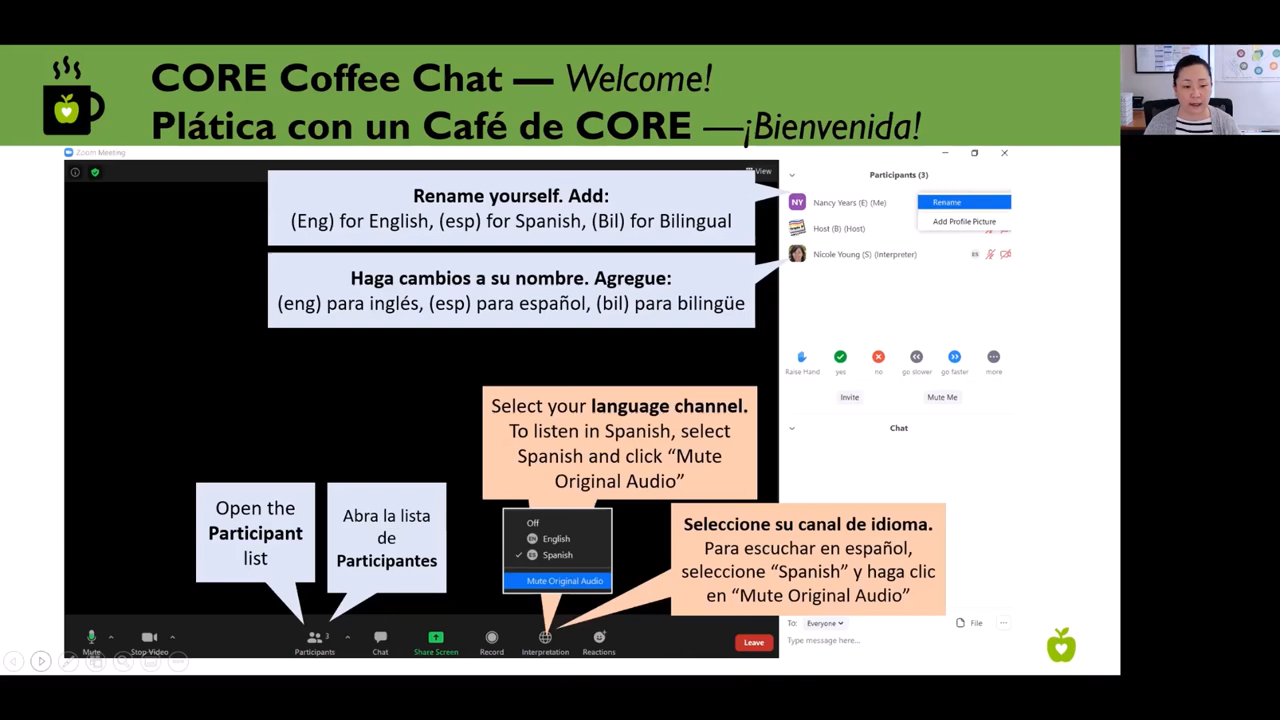 CORE Coffee Chat — Welcome!
Plática con un Café de CORE —¡Bienvenida!
Zoom Meeting
View
Participants (3)
Rename yourself. Add:
(Eng) for English, (esp) for Spanish, (Bil) for Bilingual
NY
Nancy Years (E) (Me)
Rename
Add Profile Picture
Host (B) (Host)
Nicole Young (S) (Interpreter)
ES
Haga cambios a su nombre. Agregue:
(eng) para inglés, (esp) para español, (bil) para bilingüe
Raise Hand
yes
no
go slower
go faster
more
Invite
Mute Me
Chat
Select your language channel.
To listen in Spanish, select
Spanish and click “Mute
Original Audio”
Open the
Participant
list
Abra la lista
de
Participantes
Off
EN English
ES Spanish
Mute Original Audio
Seleccione su canal de idioma.
Para escuchar en español,
seleccione “Spanish” y haga clic
en “Mute Original Audio”
To: Everyone
File
Type message here...
Mute
Stop Video
3
Participants
Chat
Share Screen
Record
Interpretation
Reactions
Leave